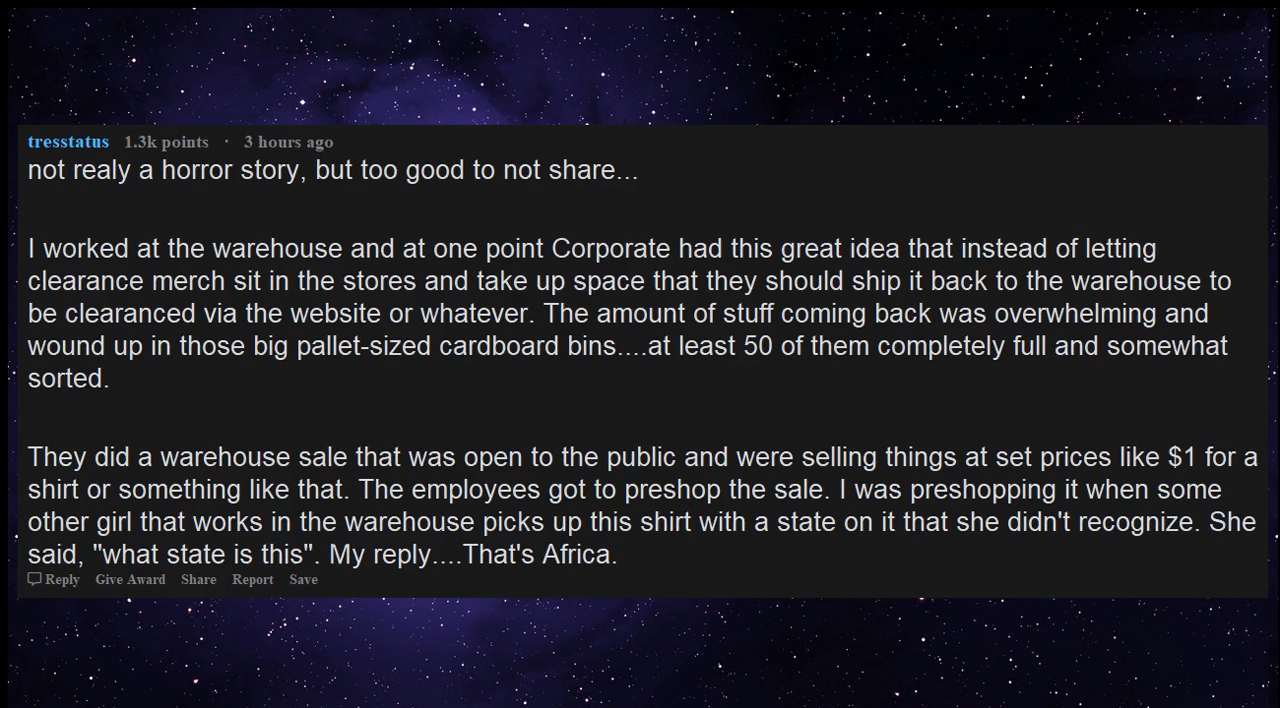 tresstatus 1.3k points · 3 hours ago
not realy a horror story, but too good to not share...
I worked at the warehouse and at one point Corporate had this great idea that instead of letting
clearance merch sit in the stores and take up space that they should ship it back to the warehouse to
be clearanced via the website or whatever. The amount of stuff coming back was overwhelming and
wound up in those big pallet-sized cardboard bins....at least 50 of them completely full and somewhat
sorted.
They did a warehouse sale that was open to the public and were selling things at set prices like $1 for a
shirt or something like that. The employees got to preshop the sale. I was preshopping it when some
other girl that works in the warehouse picks up this shirt with a state on it that she didn't recognize. She
said, "what state is this". My reply....That's Africa.
Reply Give Award Share Report Save